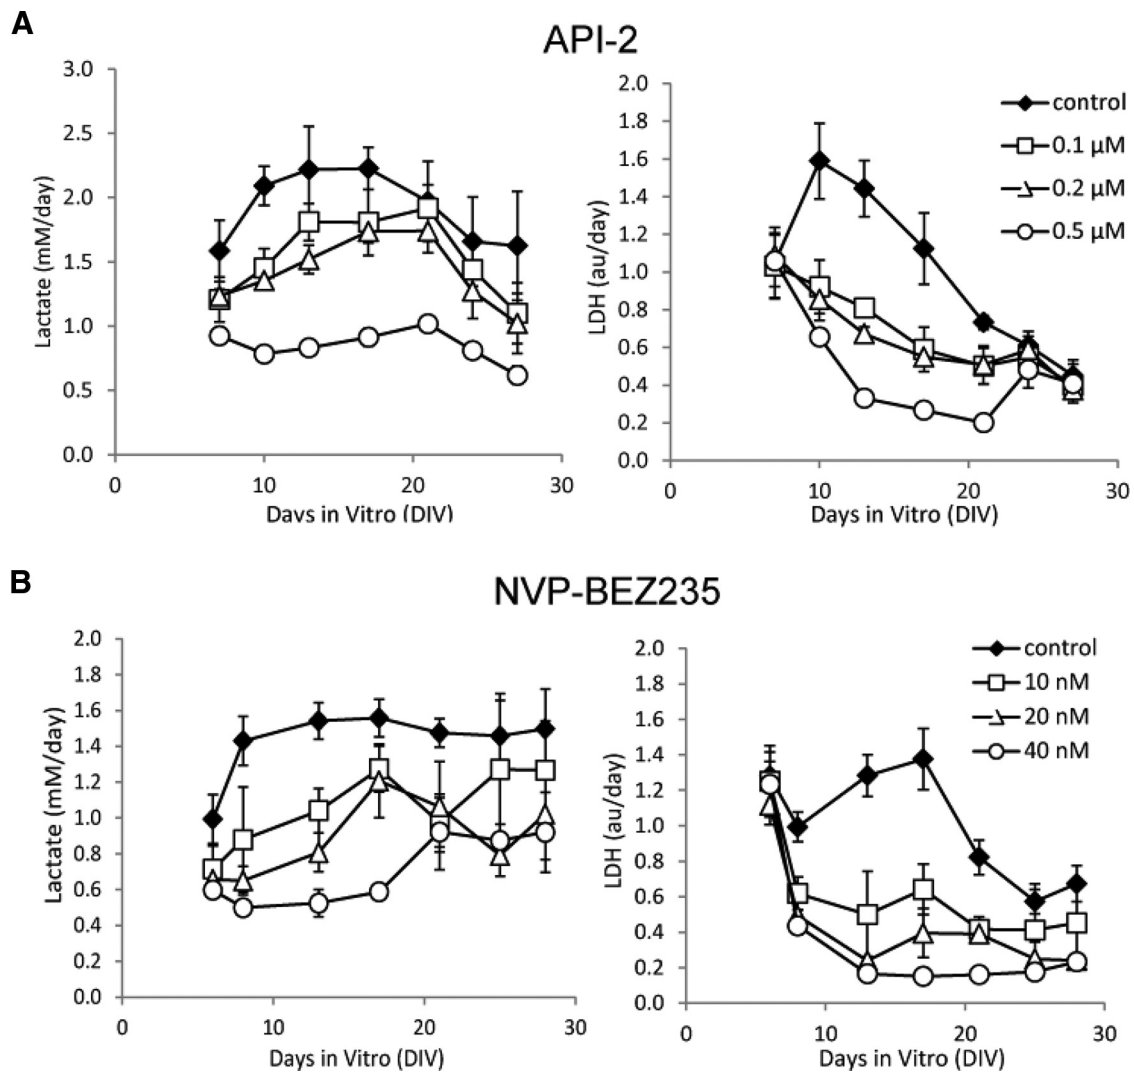 A
API-2
3.0
2.5
2.0
1.5
1.0
0.5
0.0
Lactate (mM/day)
0 10 20 30
Days in Vitro (DIV)
2.0
1.8
1.6
1.4
1.2
1.0
0.8
0.6
0.4
0.2
0.0
LDH (au/day)
0 10 20 30
Days in Vitro (DIV)
control
0.1 µM
0.2 µM
0.5 µM
B
NVP-BEZ235
2.0
1.8
1.6
1.4
1.2
1.0
0.8
0.6
0.4
0.2
0.0
Lactate (mM/day)
0 10 20 30
Days in Vitro (DIV)
2.0
1.8
1.6
1.4
1.2
1.0
0.8
0.6
0.4
0.2
0.0
LDH (au/day)
0 10 20 30
Days in Vitro (DIV)
control
10 nM
20 nM
40 nM